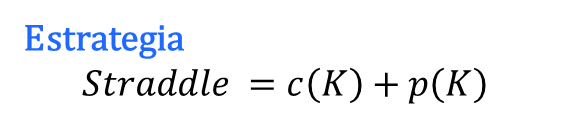 Estrategia
Straddle = c(K) + p(K)